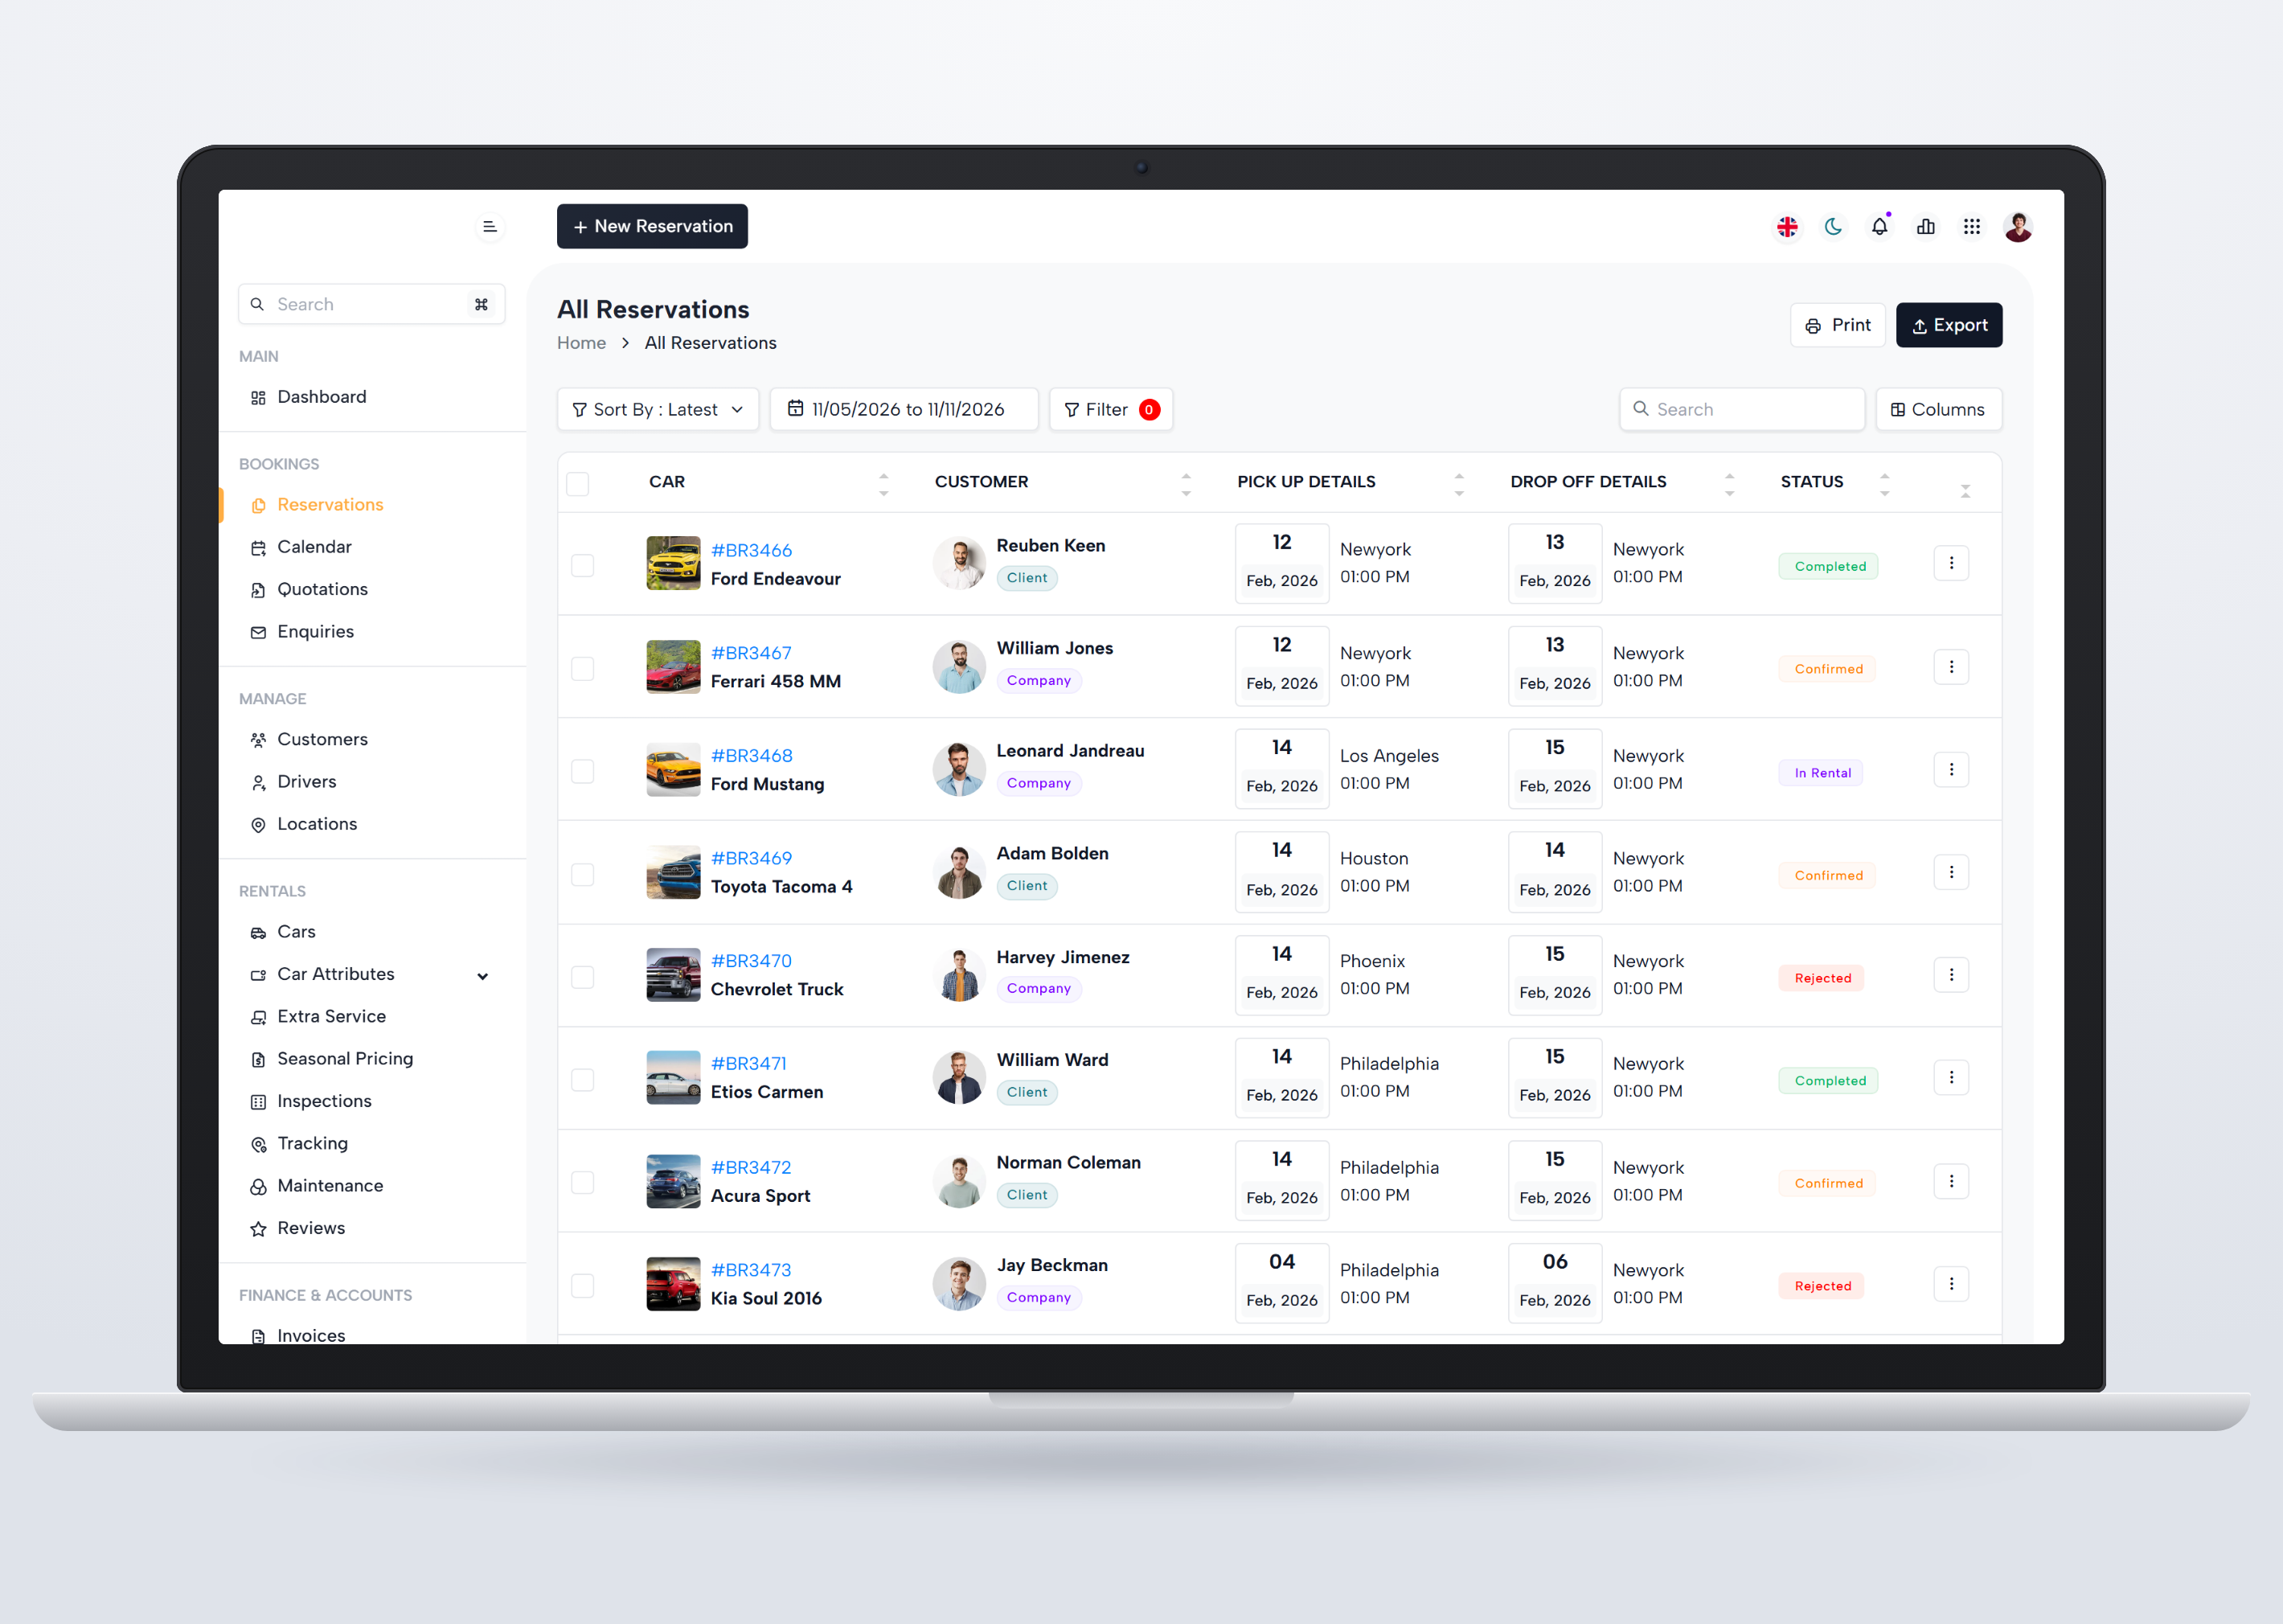 + New Reservation
Search
MAIN
Dashboard
BOOKINGS
Reservations
Calendar
Quotations
Enquiries
MANAGE
Customers
Drivers
Locations
RENTALS
Cars
Car Attributes
Extra Service
Seasonal Pricing
Inspections
Tracking
Maintenance
Reviews
FINANCE & ACCOUNTS
Invoices
All Reservations
Home > All Reservations
Print
Export
Sort By : Latest
11/05/2026 to 11/11/2026
Filter 0
Search
Columns
CAR CUSTOMER PICK UP DETAILS DROP OFF DETAILS STATUS
#BR3466
Ford Endeavour
Reuben Keen
Client
12
Feb, 2026
Newyork
01:00 PM
13
Feb, 2026
Newyork
01:00 PM
Completed
#BR3467
Ferrari 458 MM
William Jones
Company
12
Feb, 2026
Newyork
01:00 PM
13
Feb, 2026
Newyork
01:00 PM
Confirmed
#BR3468
Ford Mustang
Leonard Jandreau
Company
14
Feb, 2026
Los Angeles
01:00 PM
15
Feb, 2026
Newyork
01:00 PM
In Rental
#BR3469
Toyota Tacoma 4
Adam Bolden
Client
14
Feb, 2026
Houston
01:00 PM
14
Feb, 2026
Newyork
01:00 PM
Confirmed
#BR3470
Chevrolet Truck
Harvey Jimenez
Company
14
Feb, 2026
Phoenix
01:00 PM
15
Feb, 2026
Newyork
01:00 PM
Rejected
#BR3471
Etios Carmen
William Ward
Client
14
Feb, 2026
Philadelphia
01:00 PM
15
Feb, 2026
Newyork
01:00 PM
Completed
#BR3472
Acura Sport
Norman Coleman
Client
14
Feb, 2026
Philadelphia
01:00 PM
15
Feb, 2026
Newyork
01:00 PM
Confirmed
#BR3473
Kia Soul 2016
Jay Beckman
Company
04
Feb, 2026
Philadelphia
01:00 PM
06
Feb, 2026
Newyork
01:00 PM
Rejected